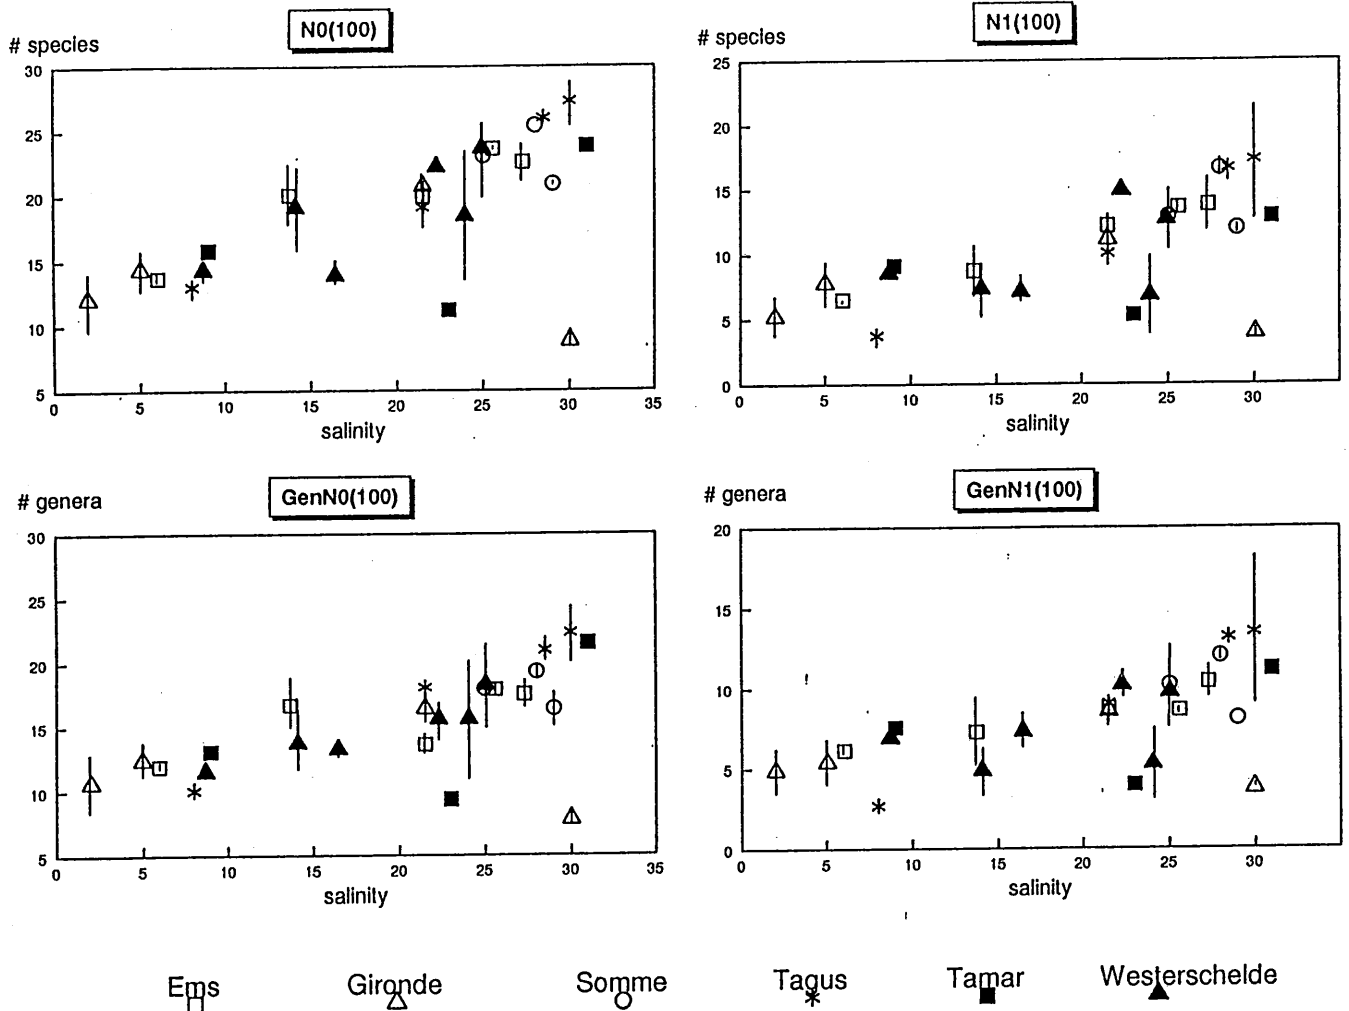 N0(100)
# species
30
25
20
15
10
5
0 5 10 15 20 25 30 35
salinity
N1(100)
# species
25
20
15
10
5
0
0 5 10 15 20 25 30
salinity
GenN0(100)
# genera
30
25
20
15
10
5
0 5 10 15 20 25 30 35
salinity
GenN1(100)
# genera
20
15
10
5
0
0 5 10 15 20 25 30
salinity
Ems Gironde Somme Tagus Tamar Westerschelde